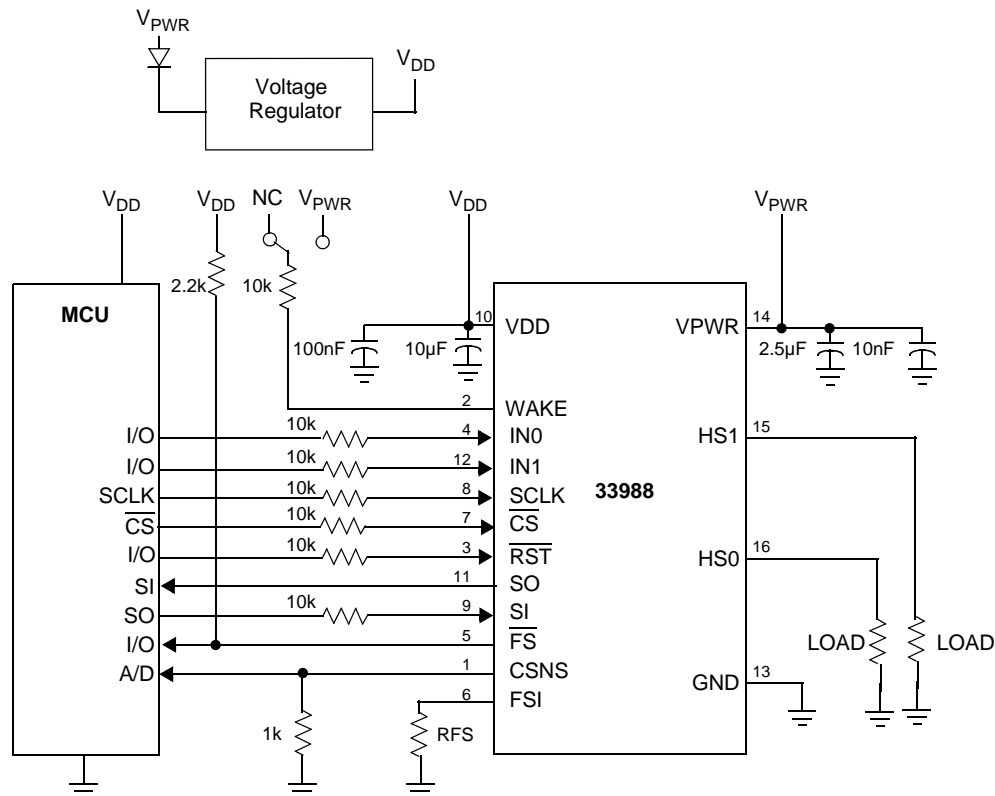 VPWR
Voltage
Regulator
VDD
VDD
VDD
NC
VPWR
VDD
VPWR
2.2k
10k
MCU
100nF
10µF
10
VDD
VPWR
14
2.5µF
10nF
2
WAKE
I/O
10k
4
IN0
HS1
15
I/O
10k
12
IN1
SCLK
10k
8
SCLK
33988
CS
10k
7
CS
I/O
10k
3
RST
HS0
16
SI
11
SO
SO
10k
9
SI
I/O
5
FS
LOAD
LOAD
A/D
1
CSNS
GND
13
6
FSI
1k
RFS